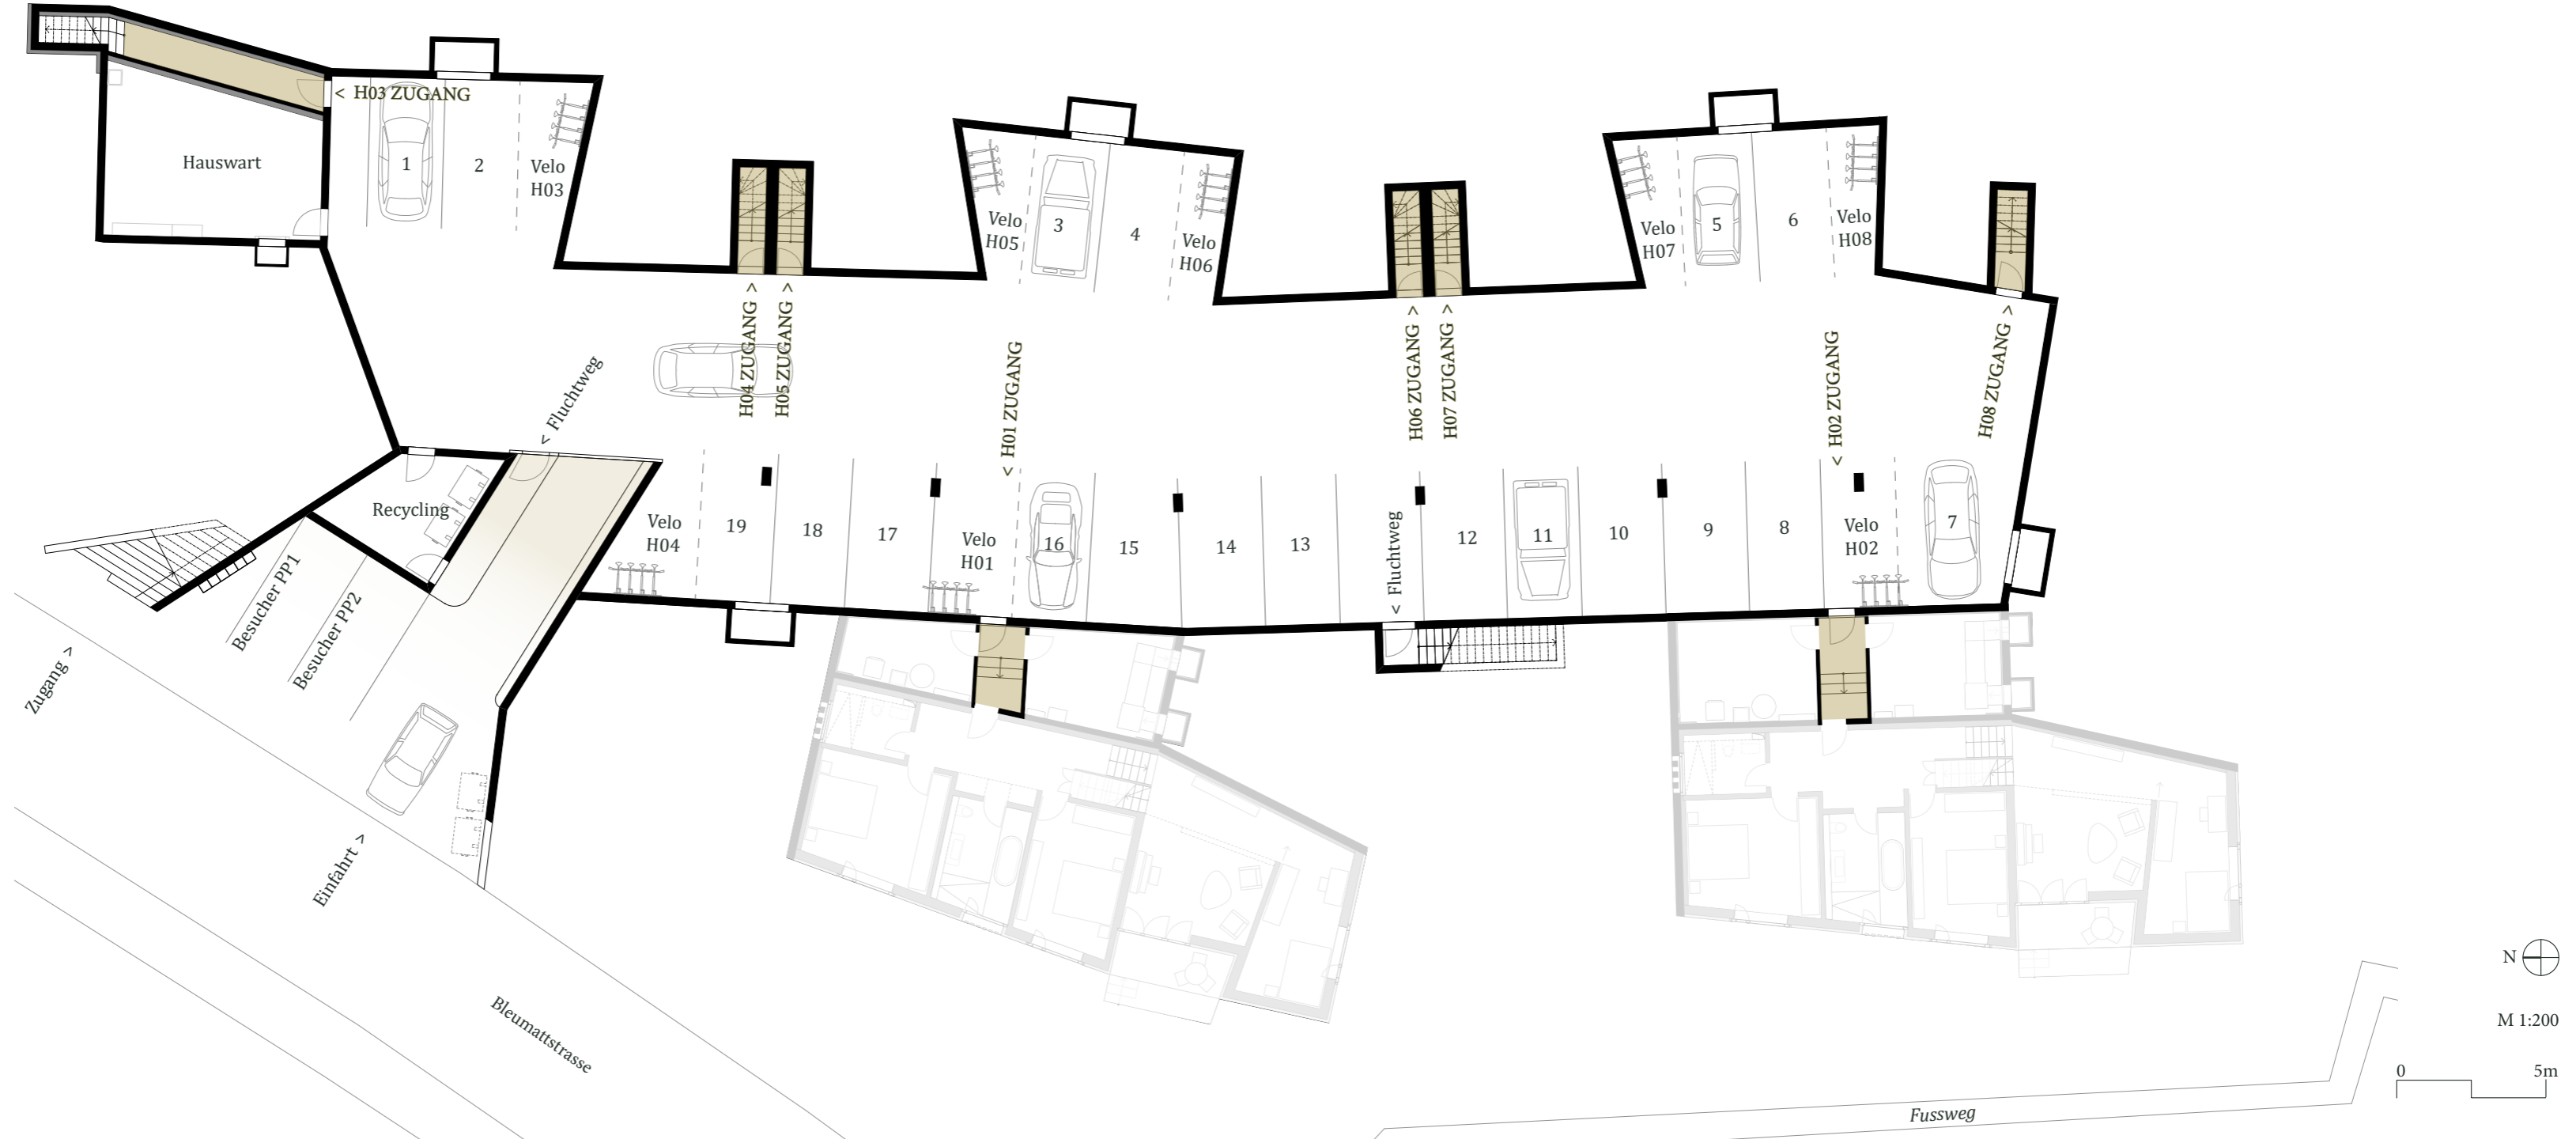 < H03 ZUGANG
Hauswart
1
2
Velo
H03
Velo
H05
3
4
Velo
H06
Velo
H07
5
6
Velo
H08
H04 ZUGANG >
H05 ZUGANG >
< H01 ZUGANG
H06 ZUGANG >
H07 ZUGANG >
< H02 ZUGANG
H08 ZUGANG >
< Fluchtweg
Recycling
Velo
H04
19
18
17
Velo
H01
16
15
14
13
< Fluchtweg
12
11
10
9
8
Velo
H02
7
Besucher PP1
Besucher PP2
Zugang >
Einfahrt >
Bleumattstrasse
N
M 1:200
0
5m
Fussweg